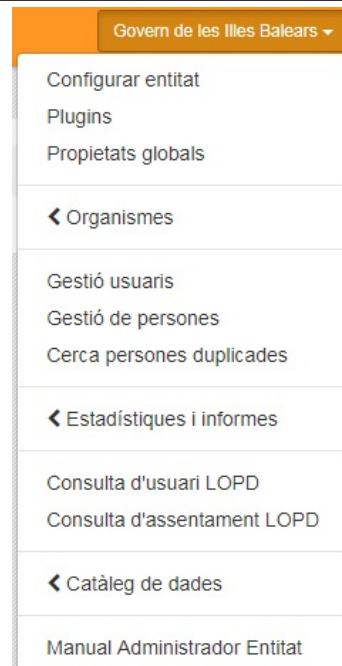 Govern de les Illes Balears
Configurar entitat
Plugins
Propietats globals
Organismes
Gestió usuaris
Gestió de persones
Cerca persones duplicades
Estadístiques i informes
Consulta d'usuari LOPD
Consulta d'assentament LOPD
Catàleg de dades
Manual Administrador Entitat